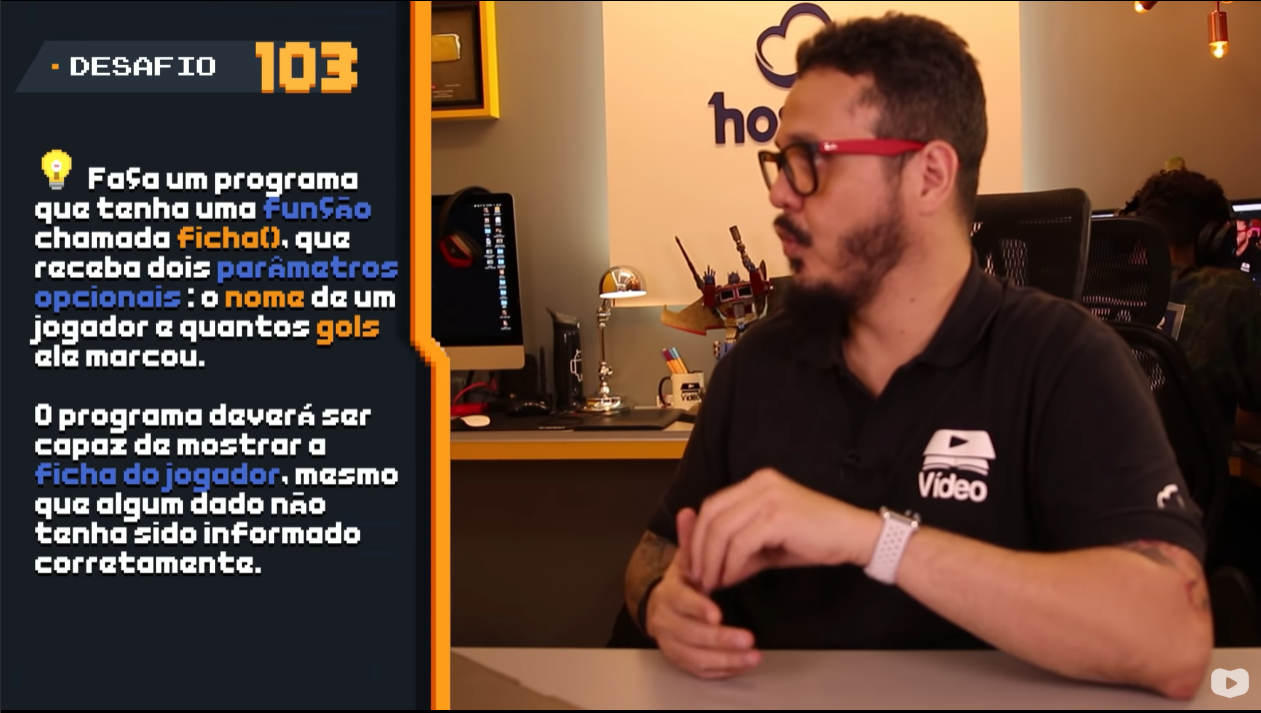 DESAFIO 103
Faça um programa
que tenha uma função
chamada ficha(), que
receba dois parâmetros
opcionais: o nome de um
jogador e quantos gols
ele marcou.
O programa deverá ser
capaz de mostrar a
ficha do jogador, mesmo
que algum dado não
tenha sido informado
corretamente.
Vídeo